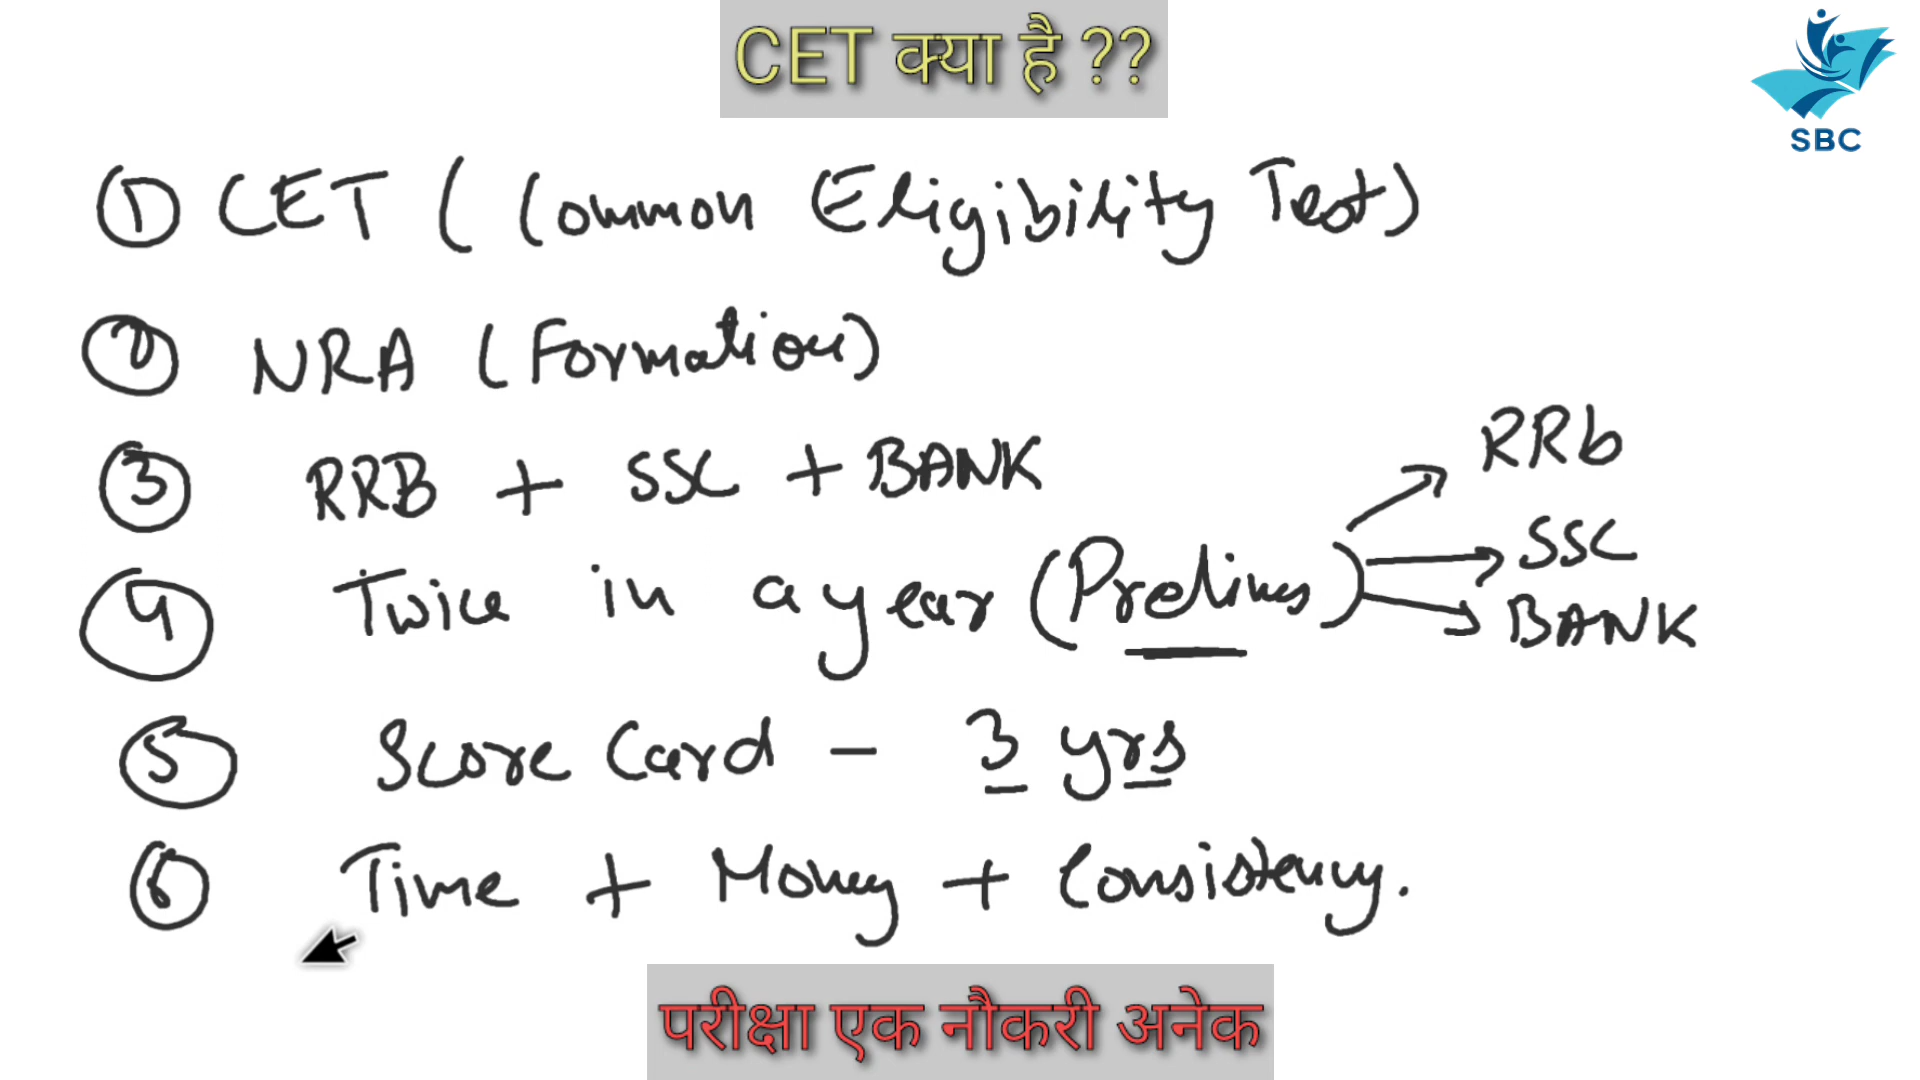 CET क्या है ??
SBC
① CET (Common Eligibility Test)
② NRA (Formation)
③ RRB + SSC + BANK
④ Twice in a year (Prelims)
RRb
SSC
BANK
⑤ Score Card - 3 yrs
⑥ Time + Money + Consistency.
परीक्षा एक नौकरी अनेक